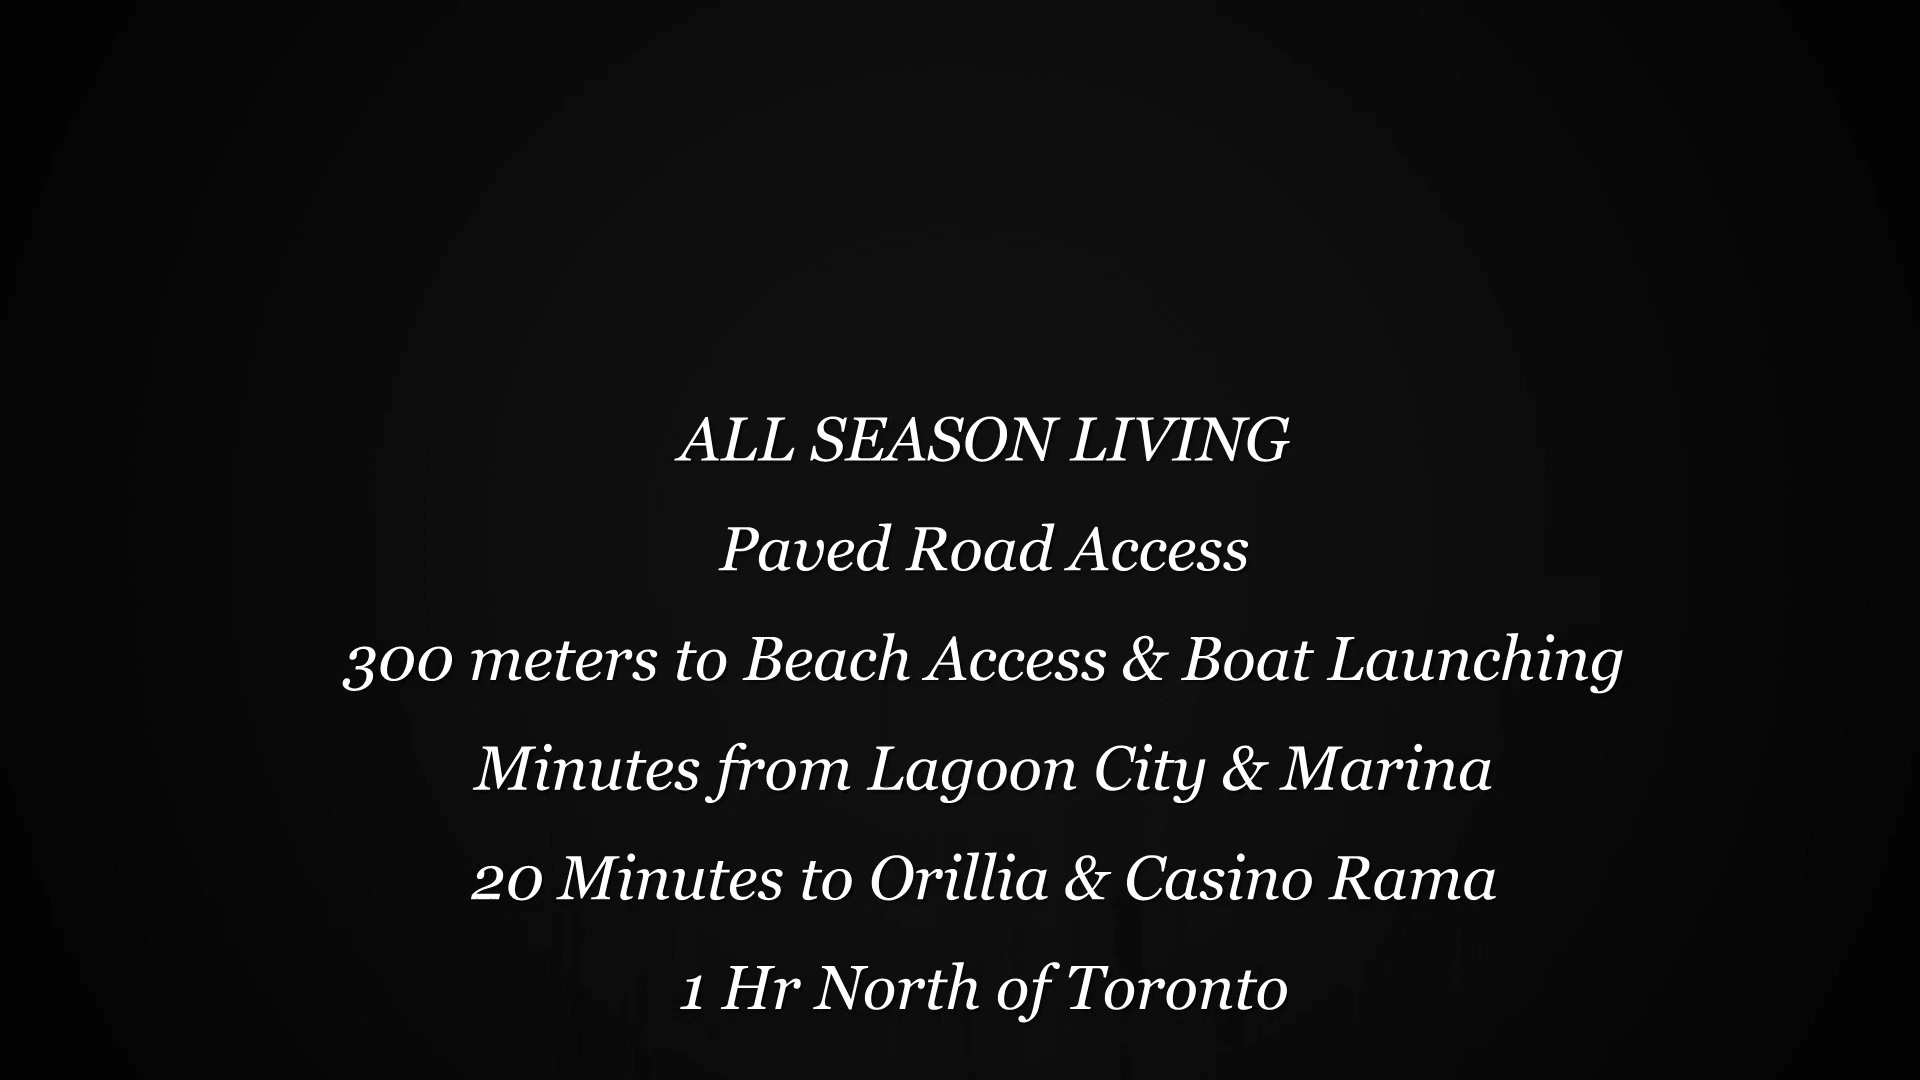 ALL SEASON LIVING
Paved Road Access
300 meters to Beach Access & Boat Launching
Minutes from Lagoon City & Marina
20 Minutes to Orillia & Casino Rama
1 Hr North of Toronto